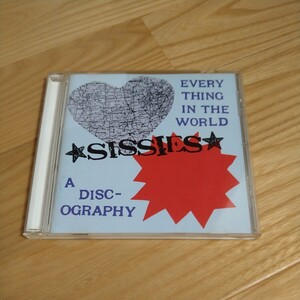 EVERY
THING IN THE
WORLD
★SISSIES★
A
DISC-
OGRAPHY